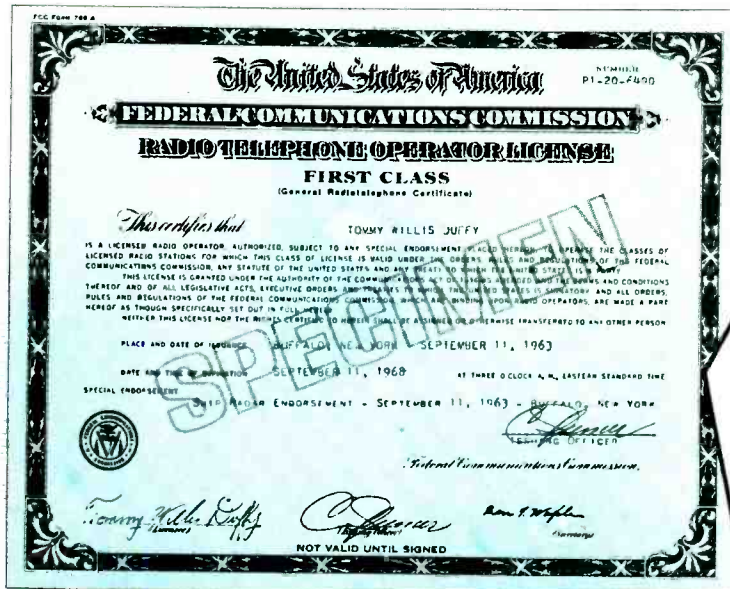 FCC FORM 708 A
The United States of America
NUMBER
P1-20-6490
FEDERAL COMMUNICATIONS COMMISSION
RADIO TELEPHONE OPERATOR LICENSE
FIRST CLASS
(General Radiotelephone Certificate)
This certifies that TOMMY WILLIS DUFFY
IS A LICENSED RADIO OPERATOR, AUTHORIZED, SUBJECT TO ANY SPECIAL ENDORSEMENT PLACED HEREON, TO OPERATE THE CLASSES OF
LICENSED RADIO STATIONS FOR WHICH THIS CLASS OF LICENSE IS VALID UNDER THE ORDERS, RULES AND REGULATIONS OF THE FEDERAL
COMMUNICATIONS COMMISSION, ANY STATUTE OF THE UNITED STATES AND ANY TREATY TO WHICH THE UNITED STATES IS A PARTY
THIS LICENSE IS GRANTED UNDER THE AUTHORITY OF THE COMMUNICATIONS AMENDED AND THE TERMS AND CONDITIONS
THEREOF AND OF ALL LEGISLATIVE ACTS, EXECUTIVE ORDERS AND TREATIES TO WHICH THE UNITED STATES IS SIGNATORY AND ALL ORDERS,
RULES AND REGULATIONS OF THE FEDERAL COMMUNICATIONS COMMISSION, WHICH BINDING UPON RADIO OPERATORS, ARE MADE A PART
HEREOF AS THOUGH SPECIFICALLY SET OUT IN FULL HEREIN
NEITHER THIS LICENSE NOR THE RIGHTS HEREIN SHALL BE ASSIGNED OR OTHERWISE TRANSFERRED TO ANY OTHER PERSON
PLACE AND DATE OF ISSUANCE BUFFALO, NEW YORK - SEPTEMBER 11, 1963
DATE AND TIME OF EXPIRATION SEPTEMBER 11, 1968 AT THREE O'CLOCK A. M., EASTERN STANDARD TIME
SPECIAL ENDORSEMENT
SHIP RADAR ENDORSEMENT - SEPTEMBER 11, 1963 - BUFFALO, NEW YORK
SPECIMEN
ISSUING OFFICER
Federal Communications Commission.
Tommy Willis Duffy
NOT VALID UNTIL SIGNED